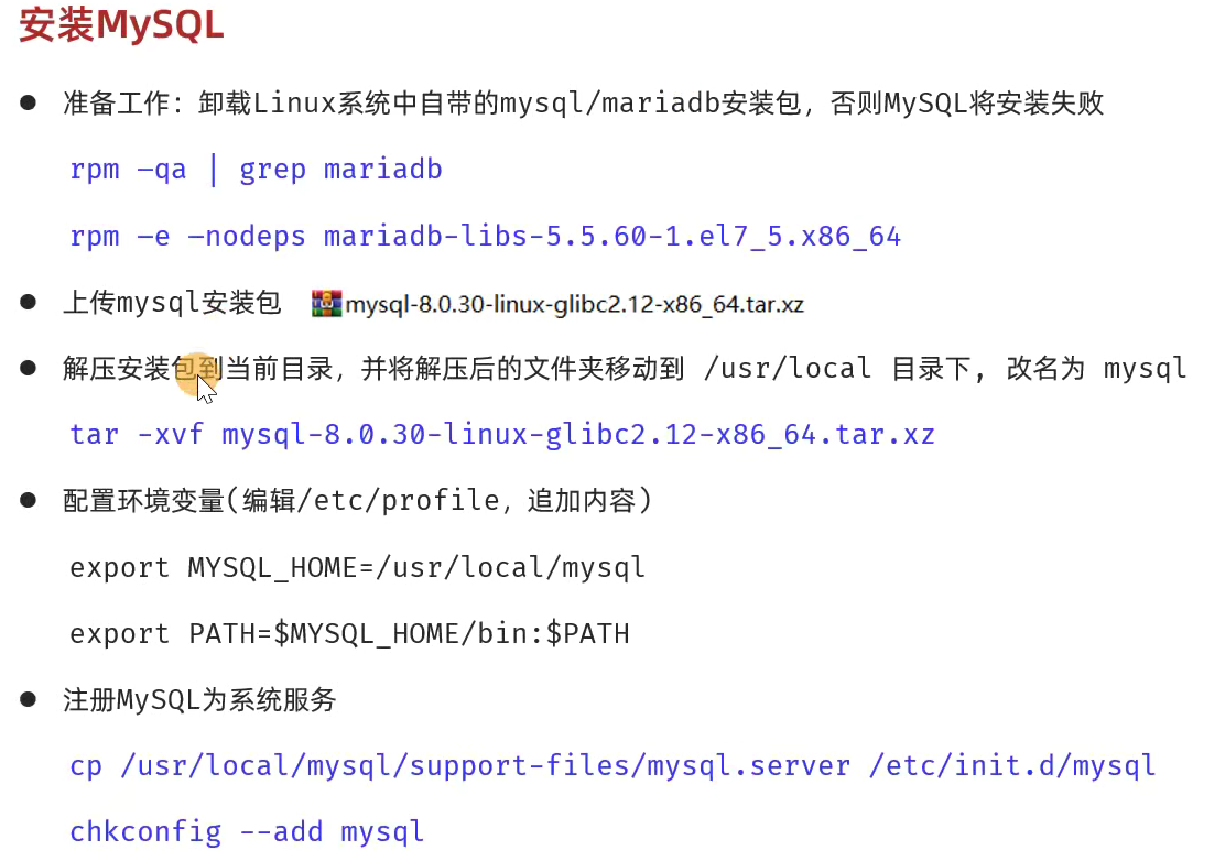 安装MySQL
● 准备工作：卸载Linux系统中自带的mysql/mariadb安装包，否则MySQL将安装失败
rpm –qa | grep mariadb
rpm –e –nodeps mariadb-libs-5.5.60-1.el7_5.x86_64
● 上传mysql安装包 mysql-8.0.30-linux-glibc2.12-x86_64.tar.xz
● 解压安装包到当前目录，并将解压后的文件夹移动到 /usr/local 目录下, 改名为 mysql
tar -xvf mysql-8.0.30-linux-glibc2.12-x86_64.tar.xz
● 配置环境变量(编辑/etc/profile，追加内容)
export MYSQL_HOME=/usr/local/mysql
export PATH=$MYSQL_HOME/bin:$PATH
● 注册MySQL为系统服务
cp /usr/local/mysql/support-files/mysql.server /etc/init.d/mysql
chkconfig --add mysql